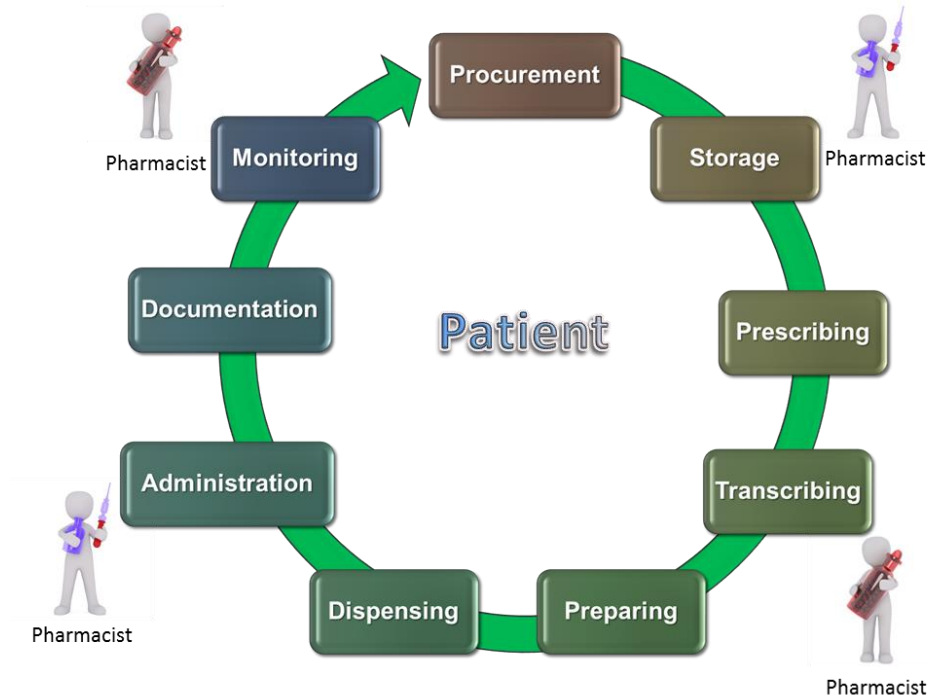 Procurement
Pharmacist
Monitoring
Storage
Pharmacist
Documentation
Patient
Prescribing
Administration
Transcribing
Dispensing
Preparing
Pharmacist
Pharmacist